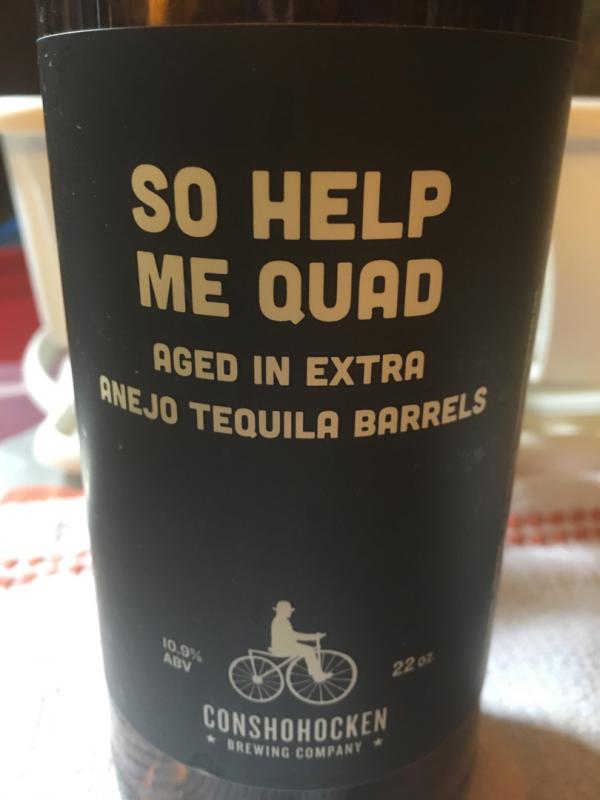 SO HELP
ME QUAD
AGED IN EXTRA
ANEJO TEQUILA BARRELS
10.9%
ABV
22 OZ.
CONSHOHOCKEN
★ BREWING COMPANY ★